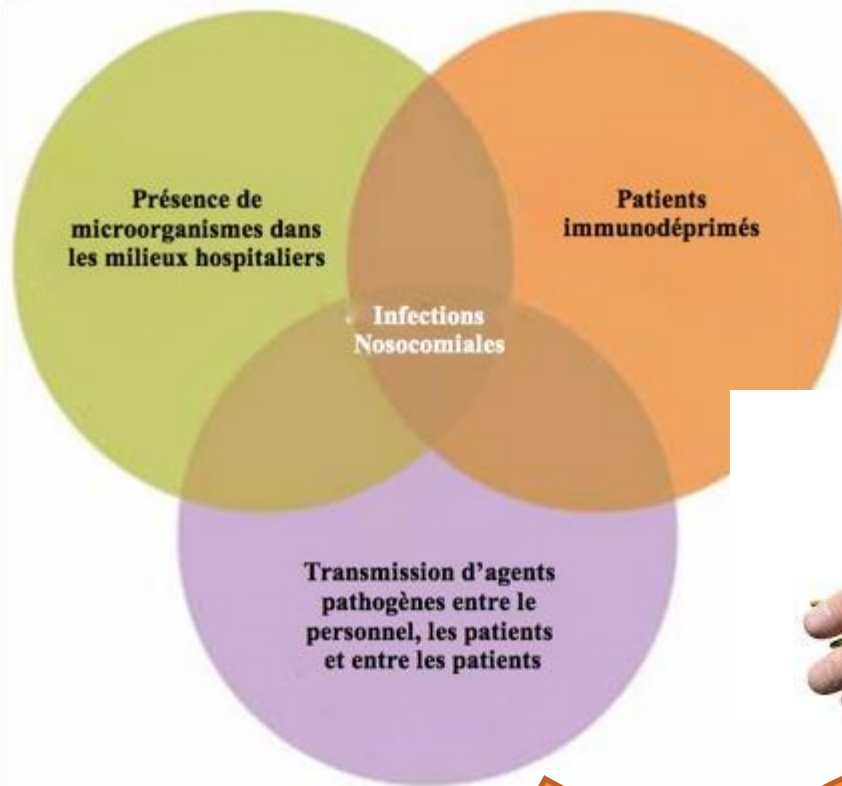 Présence de
microorganismes dans
les milieux hospitaliers
Patients
immunodéprimés
Infections
Nosocomiales
Transmission d'agents
pathogènes entre le
personnel, les patients
et entre les patients